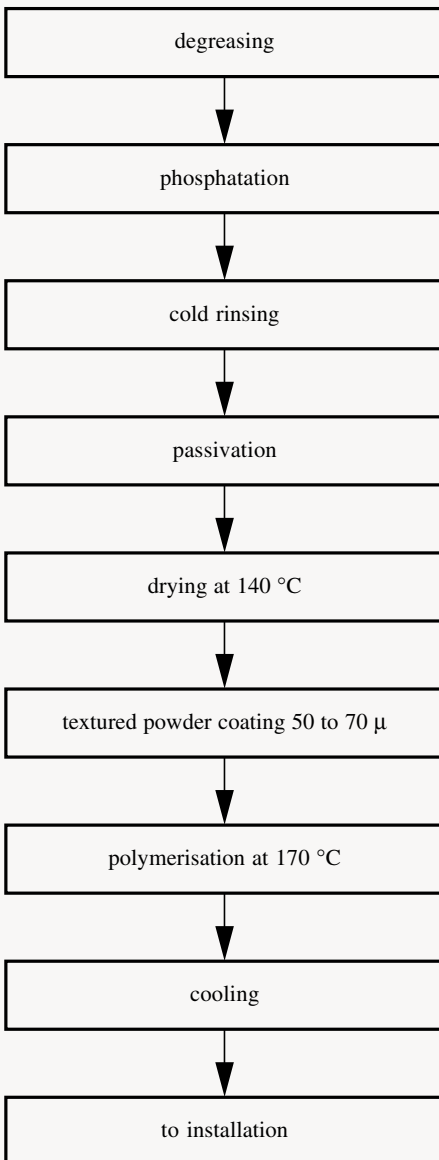 degreasing
phosphatation
cold rinsing
passivation
drying at 140 °C
textured powder coating 50 to 70 µ
polymerisation at 170 °C
cooling
to installation